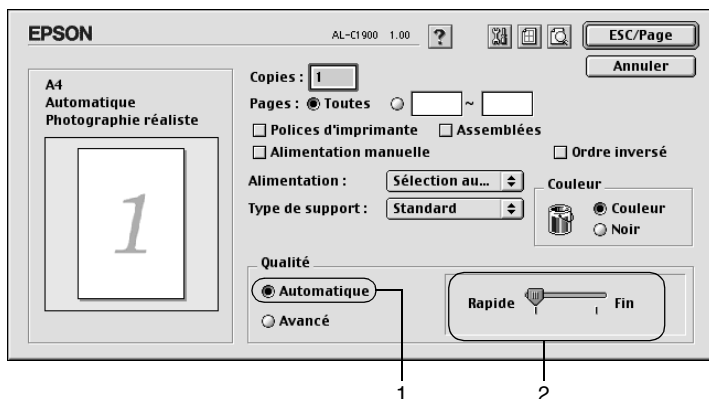 EPSON
AL-C1900 1.00 ?
ESC/Page
Annuler
A4
Automatique
Photographie réaliste
1
Copies : 1
Pages : Toutes ~
Polices d'imprimante Assemblées
Alimentation manuelle Ordre inversé
Alimentation : Sélection au...
Type de support : Standard
Couleur
Couleur
Noir
Qualité
Automatique
Avancé
Rapide Fin
1 2